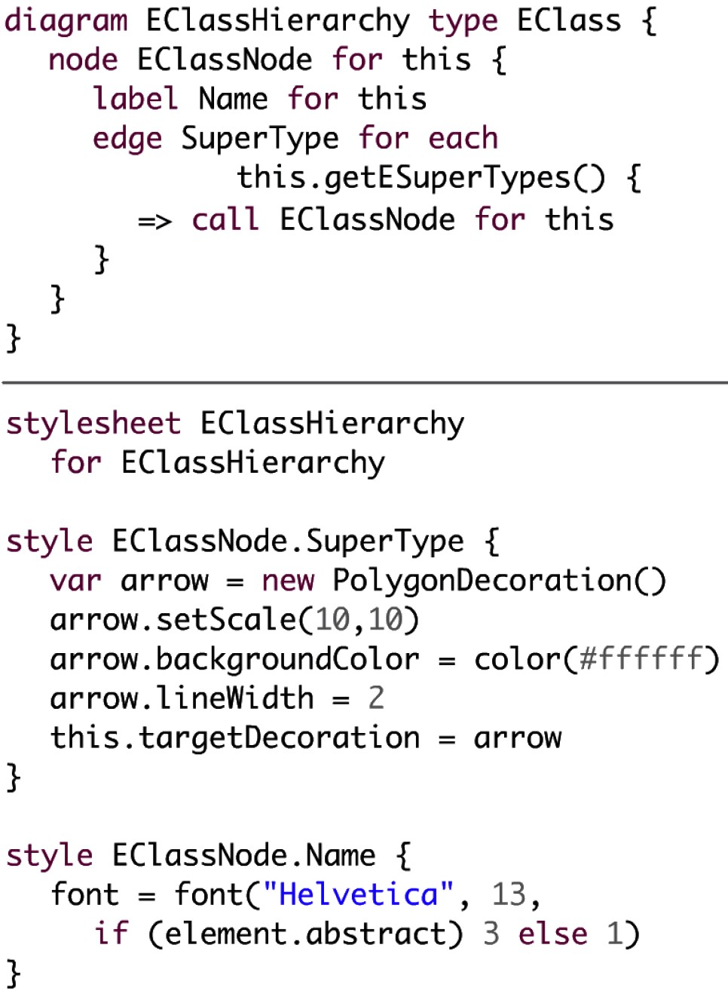 diagram EClassHierarchy type EClass {
node EClassNode for this {
label Name for this
edge SuperType for each
this.getESuperTypes() {
=> call EClassNode for this
}
}
}
stylesheet EClassHierarchy
for EClassHierarchy
style EClassNode.SuperType {
var arrow = new PolygonDecoration()
arrow.setScale(10,10)
arrow.backgroundColor = color(#ffffff)
arrow.lineWidth = 2
this.targetDecoration = arrow
}
style EClassNode.Name {
font = font("Helvetica", 13,
if (element.abstract) 3 else 1)
}